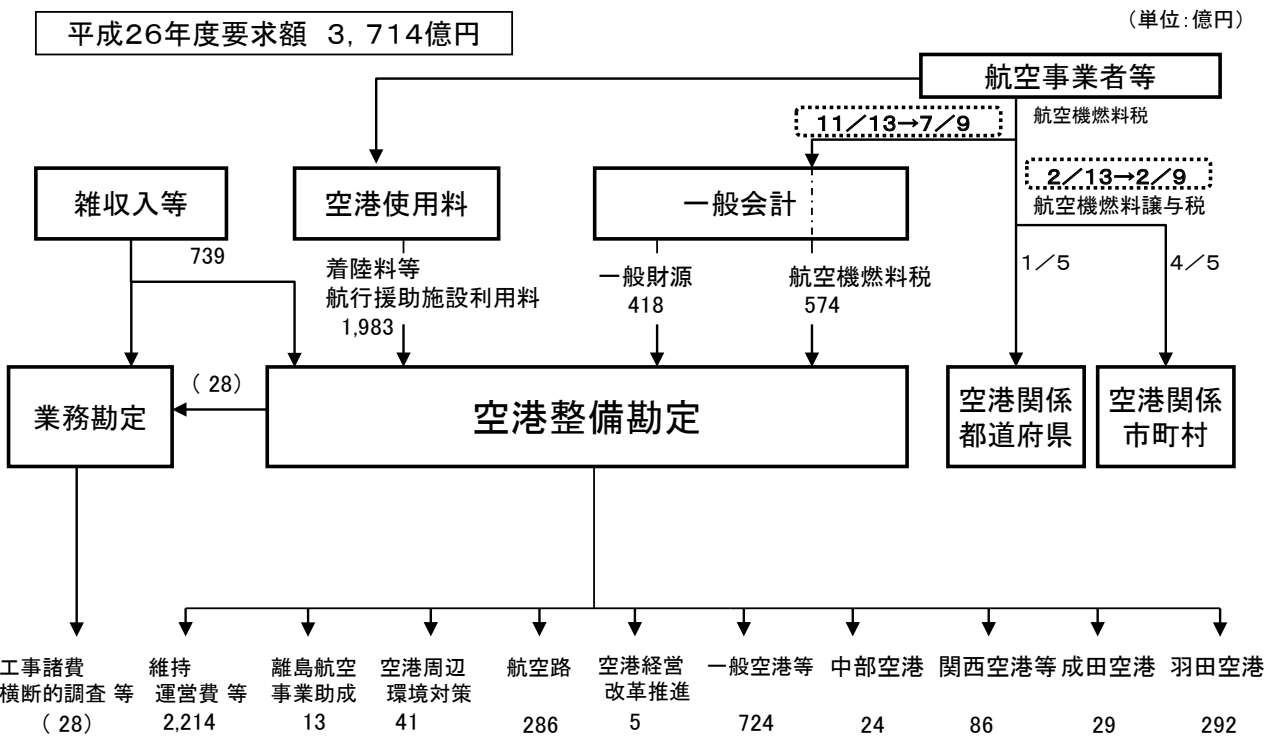 （単位：億円）
平成２６年度要求額　３，７１４億円
航空事業者等
１１／１３→７／９
航空機燃料税
２／１３→２／９
航空機燃料譲与税
雑収入等
空港使用料
一般会計
739
着陸料等
航行援助施設利用料
1,983
一般財源
418
航空機燃料税
574
１／５
４／５
業務勘定
（ 28）
空港整備勘定
空港関係
都道府県
空港関係
市町村
工事諸費
横断的調査 等
（ 28）
維持
運営費 等
2,214
離島航空
事業助成
13
空港周辺
環境対策
41
航空路
286
空港経営
改革推進
5
一般空港等
724
中部空港
24
関西空港等
86
成田空港
29
羽田空港
292